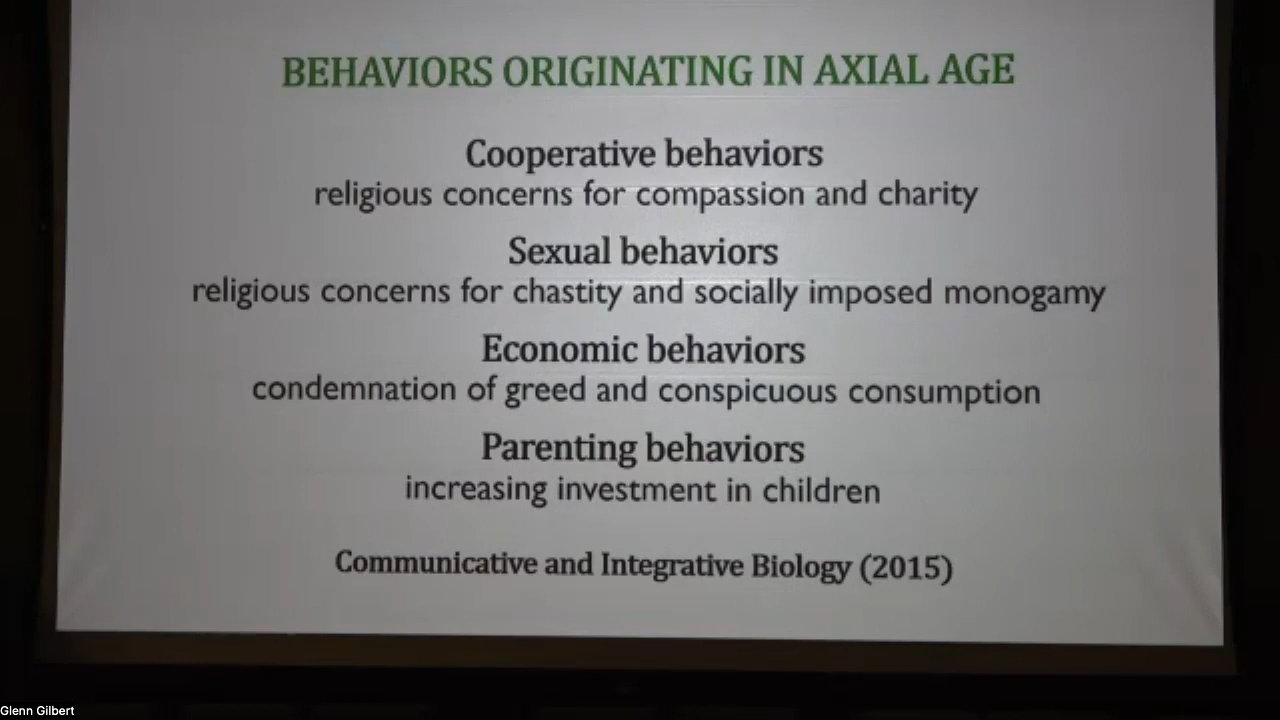 BEHAVIORS ORIGINATING IN AXIAL AGE
Cooperative behaviors
religious concerns for compassion and charity
Sexual behaviors
religious concerns for chastity and socially imposed monogamy
Economic behaviors
condemnation of greed and conspicuous consumption
Parenting behaviors
increasing investment in children
Communicative and Integrative Biology (2015)
Glenn Gilbert